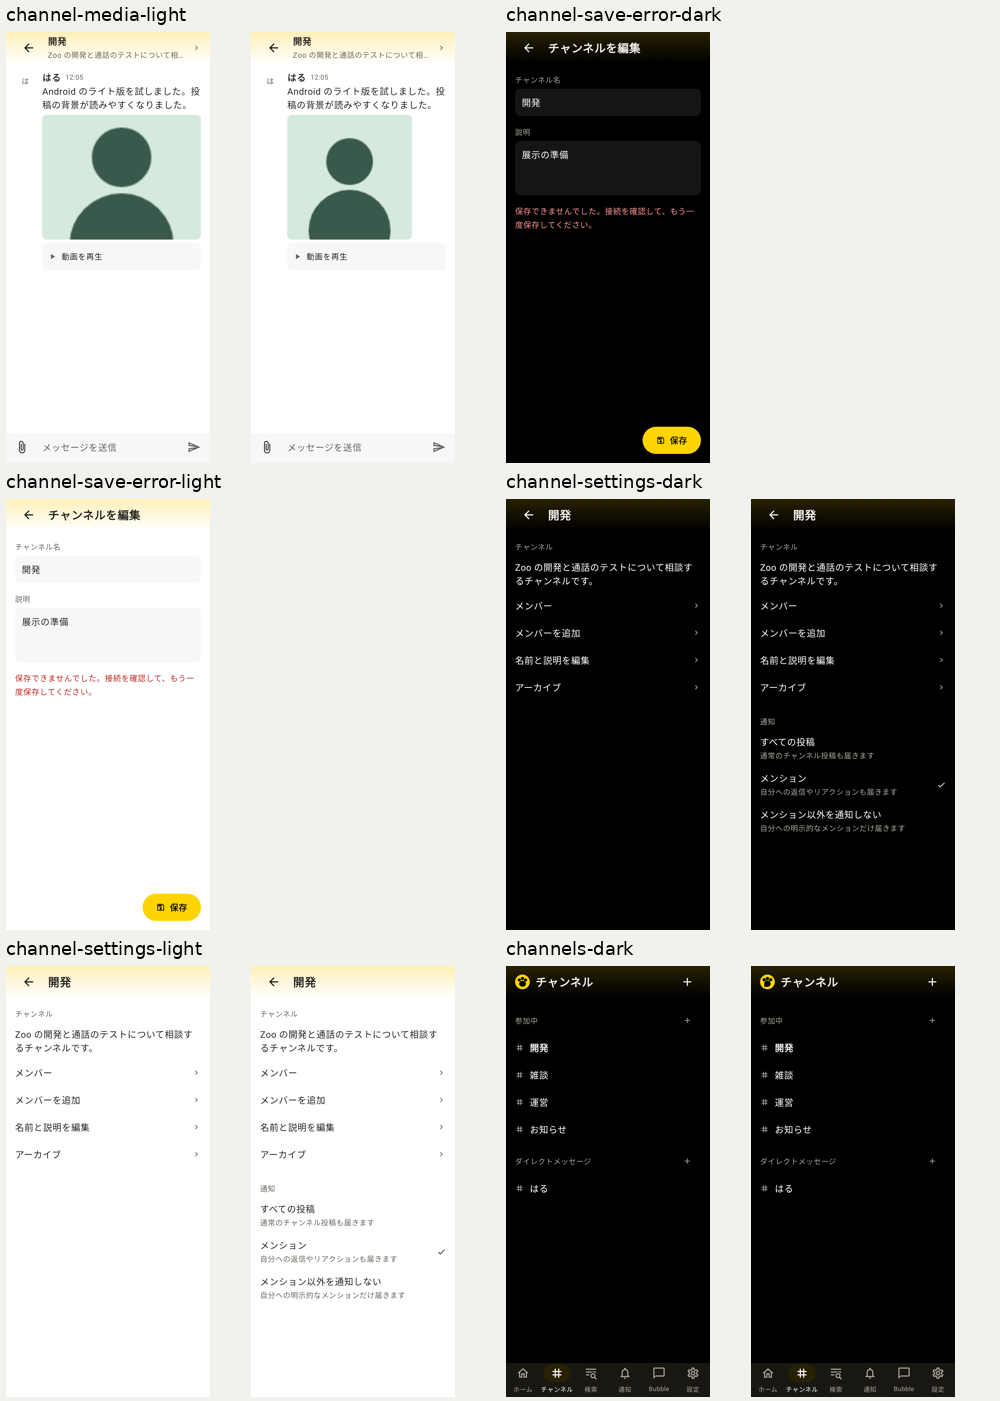 channel-media-light
開発
Zoo の開発と通話のテストについて相…
は
はる 12:05
Android のライト版を試しました。投
稿の背景が読みやすくなりました。
動画を再生
メッセージを送信
開発
Zoo の開発と通話のテストについて相…
は
はる 12:05
Android のライト版を試しました。投
稿の背景が読みやすくなりました。
動画を再生
メッセージを送信
channel-save-error-dark
チャンネルを編集
チャンネル名
開発
説明
展示の準備
保存できませんでした。接続を確認して、もう一
度保存してください。
保存
channel-save-error-light
チャンネルを編集
チャンネル名
開発
説明
展示の準備
保存できませんでした。接続を確認して、もう一
度保存してください。
保存
channel-settings-dark
開発
チャンネル
Zoo の開発と通話のテストについて相談す
るチャンネルです。
メンバー
メンバーを追加
名前と説明を編集
アーカイブ
開発
チャンネル
Zoo の開発と通話のテストについて相談す
るチャンネルです。
メンバー
メンバーを追加
名前と説明を編集
アーカイブ
通知
すべての投稿
通常のチャンネル投稿も届きます
メンション
自分への返信やリアクションも届きます
メンション以外を通知しない
自分への明示的なメンションだけ届きます
channel-settings-light
開発
チャンネル
Zoo の開発と通話のテストについて相談す
るチャンネルです。
メンバー
メンバーを追加
名前と説明を編集
アーカイブ
開発
チャンネル
Zoo の開発と通話のテストについて相談す
るチャンネルです。
メンバー
メンバーを追加
名前と説明を編集
アーカイブ
通知
すべての投稿
通常のチャンネル投稿も届きます
メンション
自分への返信やリアクションも届きます
メンション以外を通知しない
自分への明示的なメンションだけ届きます
channels-dark
チャンネル
参加中
# 開発
# 雑談
# 運営
# お知らせ
ダイレクトメッセージ
# はる
ホーム チャンネル 検索 通知 Bubble 設定
チャンネル
参加中
# 開発
# 雑談
# 運営
# お知らせ
ダイレクトメッセージ
# はる
ホーム チャンネル 検索 通知 Bubble 設定